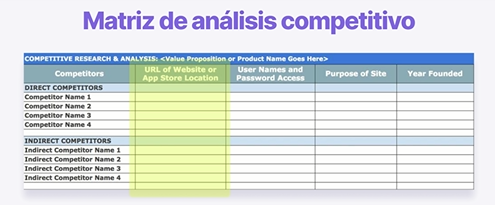 Matriz de análisis competitivo
COMPETITIVE RESEARCH & ANALYSIS: <Value Proposition or Product Name Goes Here>
Competitors
URL of Website or
App Store Location
User Names and
Password Access
Purpose of Site
Year Founded
DIRECT COMPETITORS
Competitor Name 1
Competitor Name 2
Competitor Name 3
Competitor Name 4
INDIRECT COMPETITORS
Indirect Competitor Name 1
Indirect Competitor Name 2
Indirect Competitor Name 3
Indirect Competitor Name 4